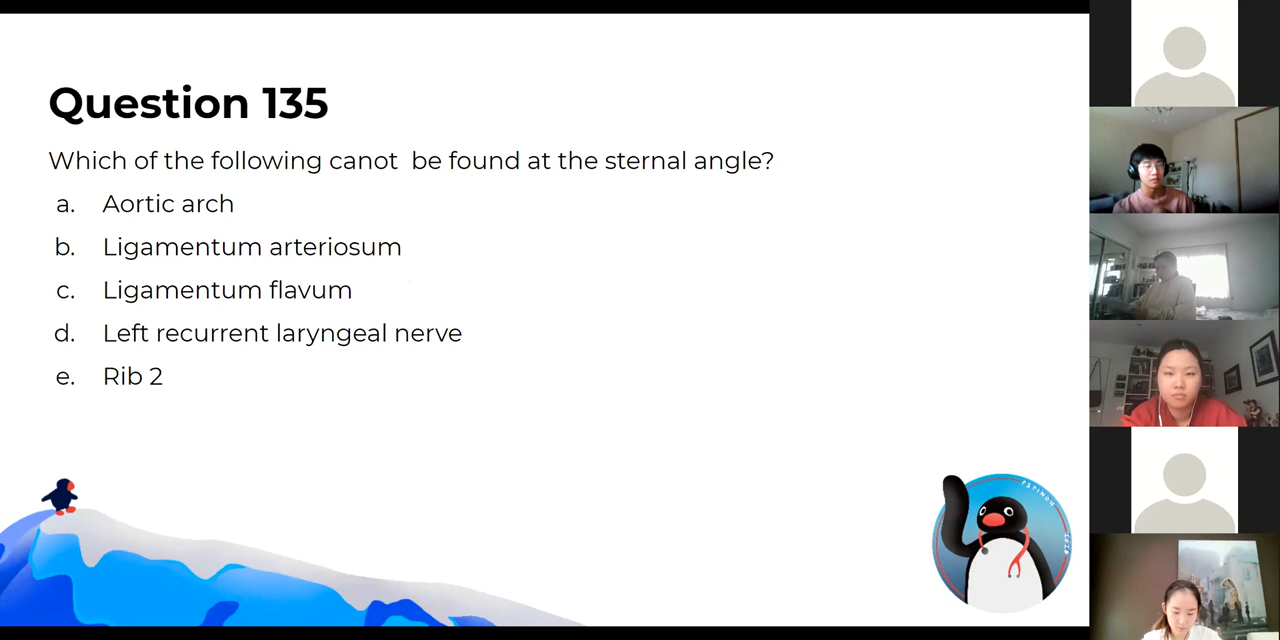 Question 135
Which of the following canot  be found at the sternal angle?
a. Aortic arch
b. Ligamentum arteriosum
c. Ligamentum flavum
d. Left recurrent laryngeal nerve
e. Rib 2